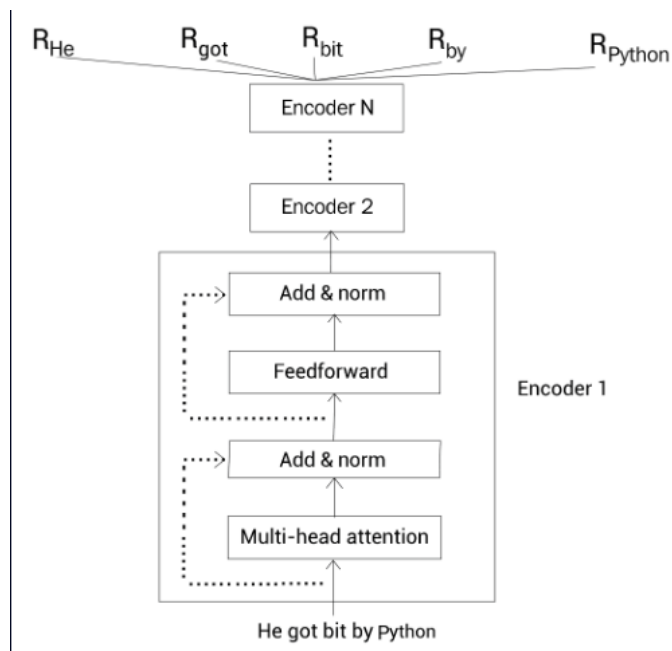 R_He R_got R_bit R_by R_Python
Encoder N
Encoder 2
Add & norm
Feedforward
Encoder 1
Add & norm
Multi-head attention
He got bit by Python